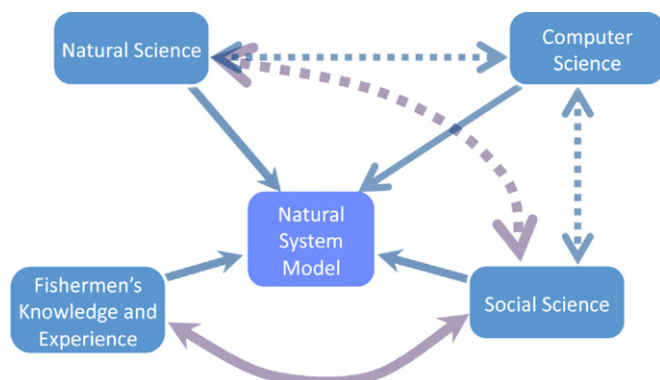 Natural Science
Computer
Science
Natural
System
Model
Fishermen's
Knowledge and
Experience
Social Science